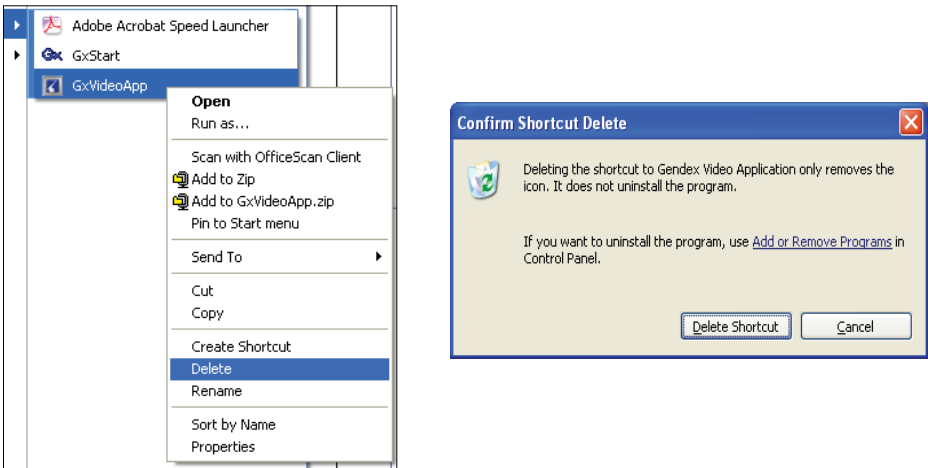 Adobe Acrobat Speed Launcher
Gx GxStart
GxVideoApp
Open
Run as...
Scan with OfficeScan Client
Add to Zip
Add to GxVideoApp.zip
Pin to Start menu
Send To
Cut
Copy
Create Shortcut
Delete
Rename
Sort by Name
Properties
Confirm Shortcut Delete
Deleting the shortcut to Gendex Video Application only removes the
icon. It does not uninstall the program.
If you want to uninstall the program, use Add or Remove Programs in
Control Panel.
Delete Shortcut Cancel